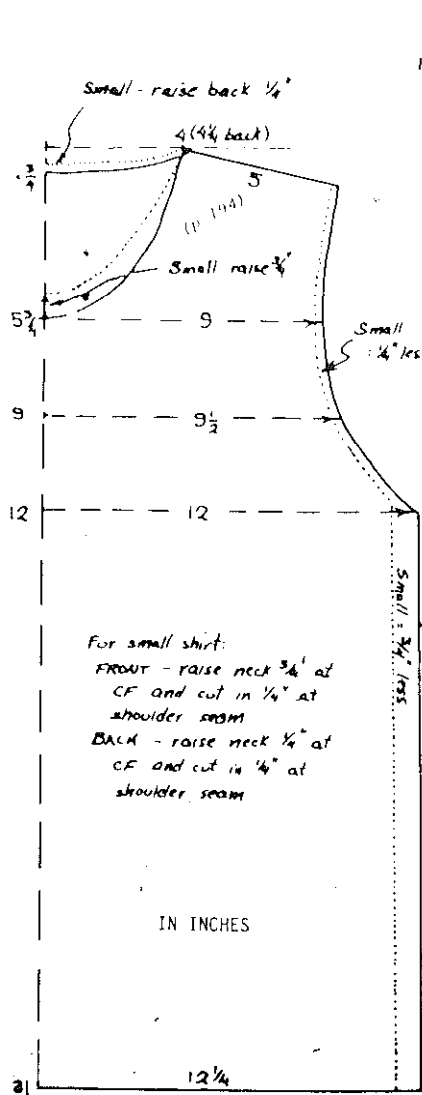 Small - raise back 1/4"
4 (4 1/4 back)
3/4
5
(p 194)
Small raise 3/4"
5 3/4
9
Small
1/4" les
9
9 1/2
12
12
Small = 3/4" less
For small shirt:
FRONT - raise neck 3/4" at
CF and cut in 1/4" at
shoulder seam
BACK - raise neck 1/4" at
CF and cut in 1/4" at
shoulder seam
IN INCHES
12 1/4